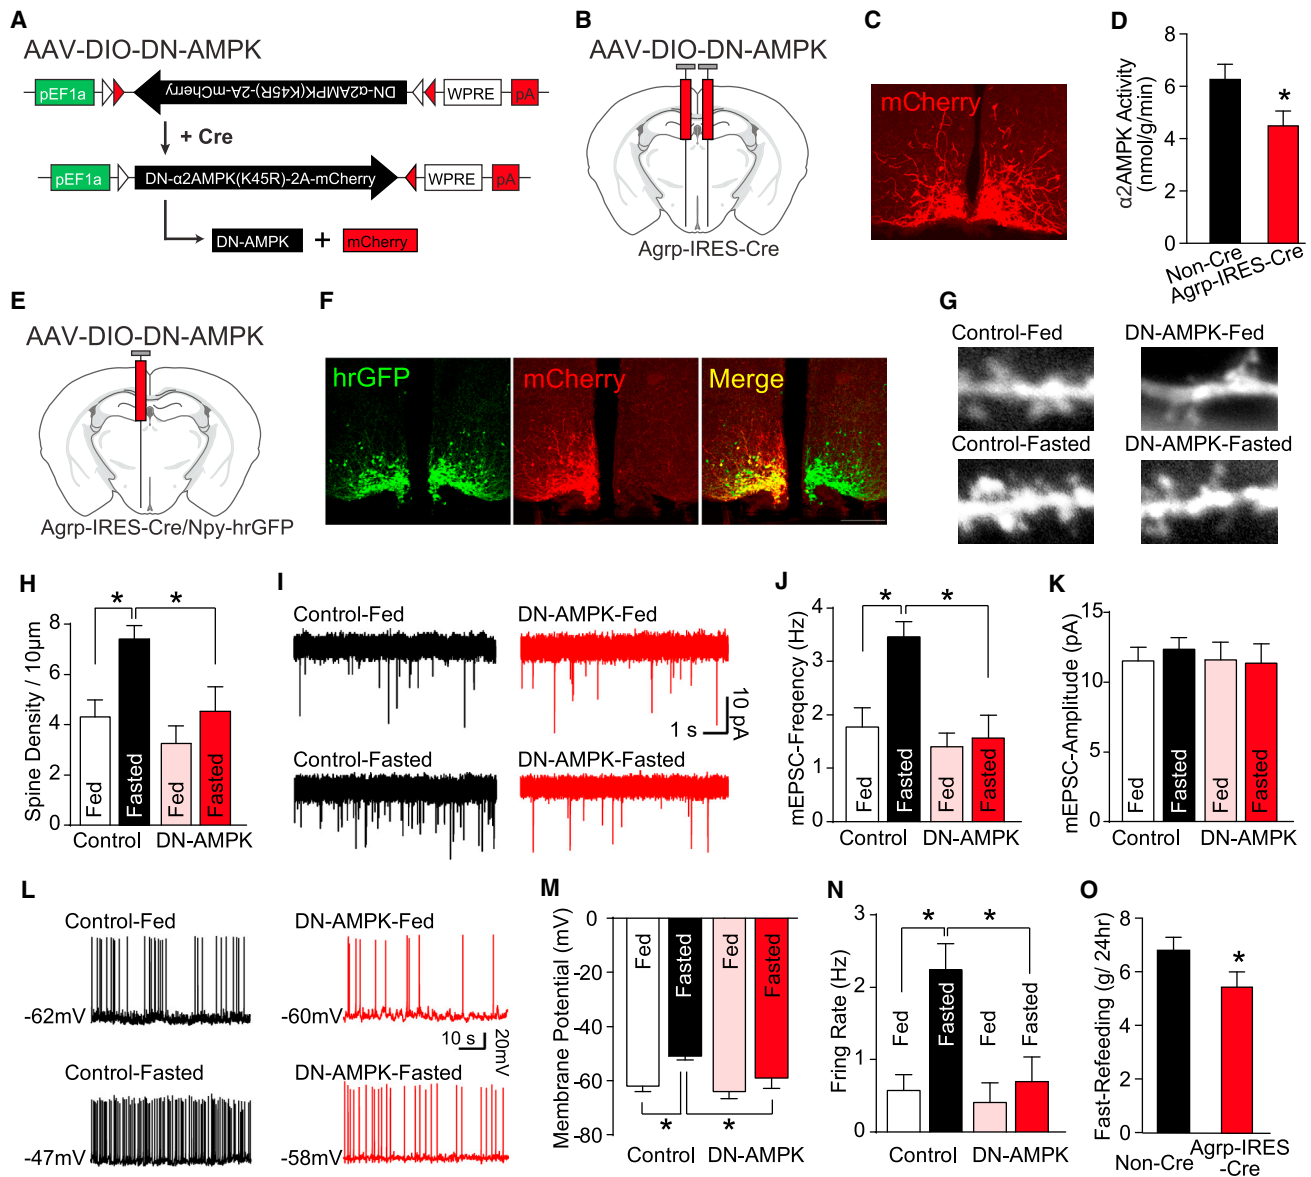 A
AAV-DIO-DN-AMPK
pEF1a
DN-α2AMPK(K45R)-2A-mCherry
WPRE
pA
+ Cre
pEF1a
DN-α2AMPK(K45R)-2A-mCherry
WPRE
pA
DN-AMPK
+
mCherry
B
AAV-DIO-DN-AMPK
Agrp-IRES-Cre
C
mCherry
D
α2AMPK Activity
(nmol/g/min)
8
6
4
2
0
*
Non-Cre
Agrp-IRES-Cre
E
AAV-DIO-DN-AMPK
Agrp-IRES-Cre/Npy-hrGFP
F
hrGFP
mCherry
Merge
G
Control-Fed
DN-AMPK-Fed
Control-Fasted
DN-AMPK-Fasted
H
Spine Density / 10μm
8
6
4
2
0
*
*
Fed
Fasted
Fed
Fasted
Control
DN-AMPK
I
Control-Fed
DN-AMPK-Fed
1 s
10 pA
Control-Fasted
DN-AMPK-Fasted
J
mEPSC-Freqency (Hz)
4
3
2
1
0
*
*
Fed
Fasted
Fed
Fasted
Control
DN-AMPK
K
mEPSC-Amplitude (pA)
15
10
5
0
Fed
Fasted
Fed
Fasted
Control
DN-AMPK
L
Control-Fed
DN-AMPK-Fed
-62mV
-60mV
10 s
20mV
Control-Fasted
DN-AMPK-Fasted
-47mV
-58mV
M
Membrane Potential (mV)
0
-20
-40
-60
-80
Fed
Fasted
Fed
Fasted
*
*
Control
DN-AMPK
N
Fring Rate (Hz)
3
2
1
0
*
*
Fed
Fasted
Fed
Fasted
Control
DN-AMPK
O
Fast-Refeeding (g/ 24hr)
8
6
4
2
0
*
Non-Cre
Agrp-IRES
-Cre